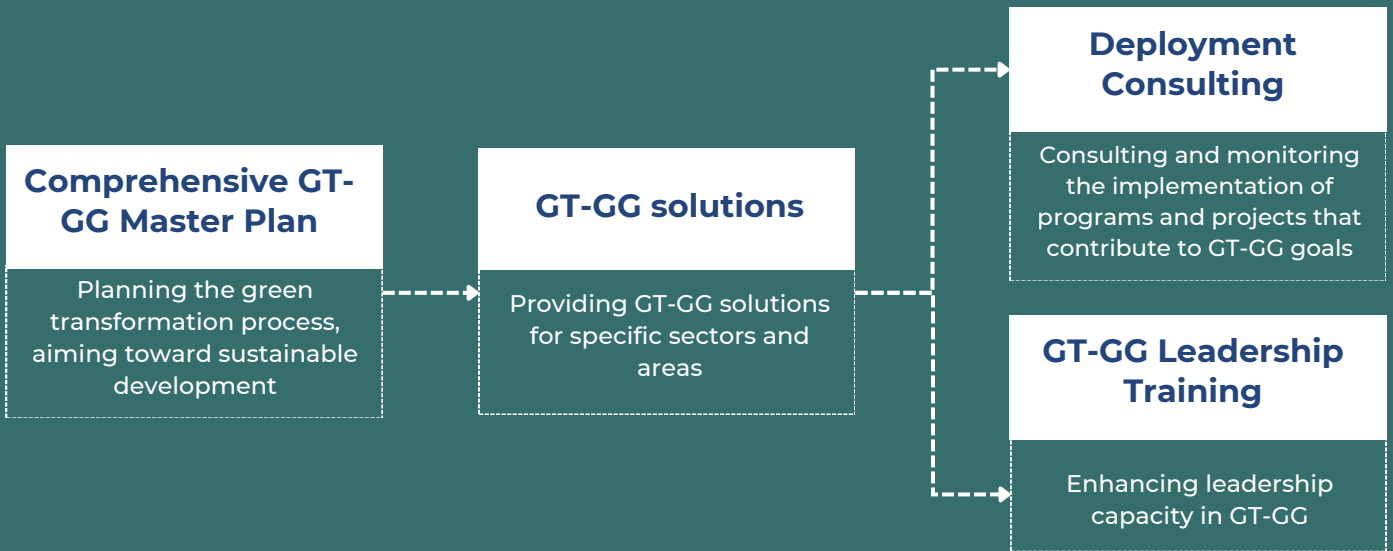 Comprehensive GT-
GG Master Plan
Planning the green
transformation process,
aiming toward sustainable
development
GT-GG solutions
Providing GT-GG solutions
for specific sectors and
areas
Deployment
Consulting
Consulting and monitoring
the implementation of
programs and projects that
contribute to GT-GG goals
GT-GG Leadership
Training
Enhancing leadership
capacity in GT-GG